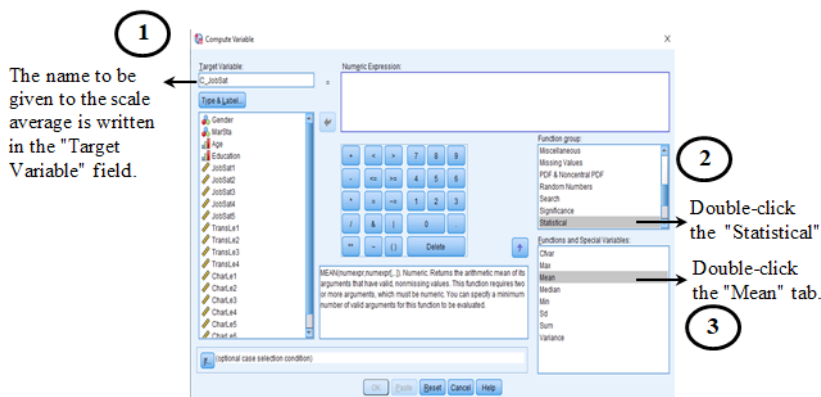 1
The name to be
given to the scale
average is written
in the "Target
Variable" field.
Compute Variable
X
Target Variable:
C_JobSat
=
Numeric Expression:
Type & Label...
Gender
MarSta
Age
Education
JobSat1
JobSat2
JobSat3
JobSat4
JobSat5
TransLe1
TransLe2
TransLe3
TransLe4
CharLe1
CharLe2
CharLe3
CharLe4
CharLe5
CharLe6
+ < > 7 8 9
- <= >= 4 5 6
* = ~= 1 2 3
/ & | 0 .
** ~ ( ) Delete
Function group:
Miscellaneous
Missing Values
PDF & Noncentral PDF
Random Numbers
Search
Significance
Statistical
2
Double-click
the "Statistical"
Functions and Special Variables:
Cfvar
Max
Mean
Median
Min
Sd
Sum
Variance
Double-click
the "Mean" tab.
3
MEAN(numexpr,numexpr[,..]). Numeric. Returns the arithmetic mean of its
arguments that have valid, nonmissing values. This function requires two
or more arguments, which must be numeric. You can specify a minimum
number of valid arguments for this function to be evaluated.
(optional case selection condition)
OK Paste Reset Cancel Help